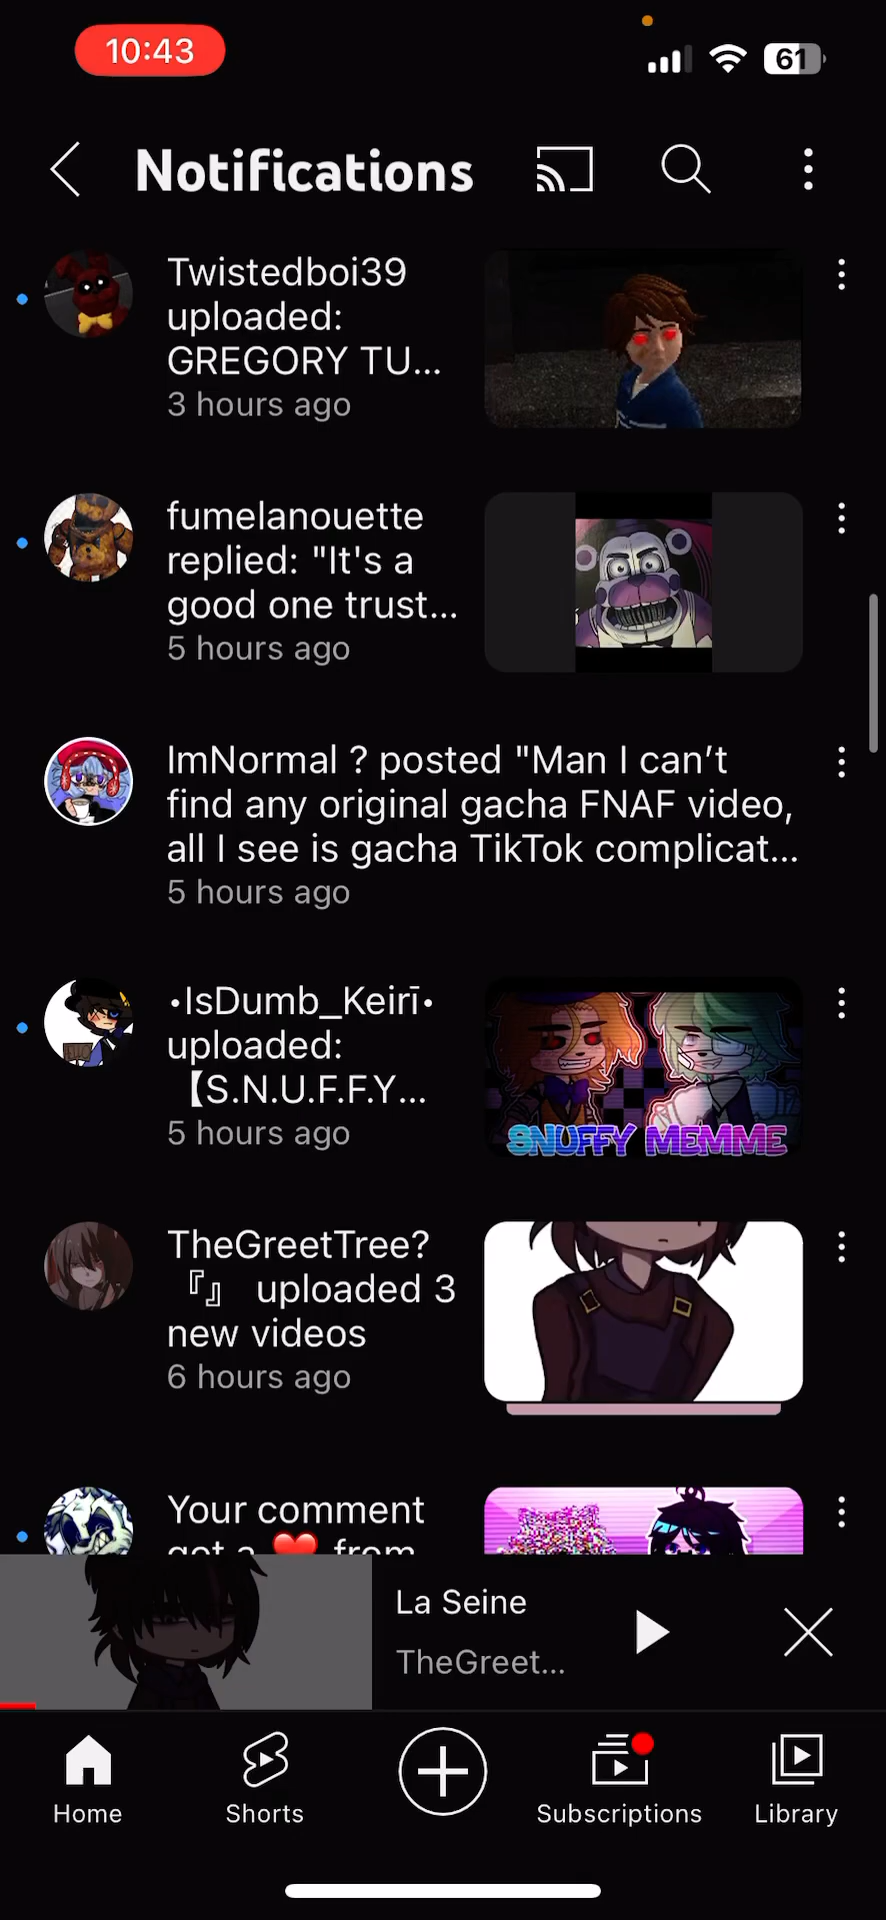 10:43
61
Notifications
Twistedboi39
uploaded:
GREGORY TU...
3 hours ago
fumelanouette
replied: "It's a
good one trust...
5 hours ago
ImNormal ? posted "Man I can’t
find any original gacha FNAF video,
all I see is gacha TikTok complicat...
5 hours ago
•IsDumb_Keirī•
uploaded:
【S.N.U.F.F.Y...
5 hours ago
SNUFFY MEMME
TheGreetTree?
『』 uploaded 3
new videos
6 hours ago
Your comment
got a ❤️ from
La Seine
TheGreet...
Home
Shorts
Subscriptions
Library